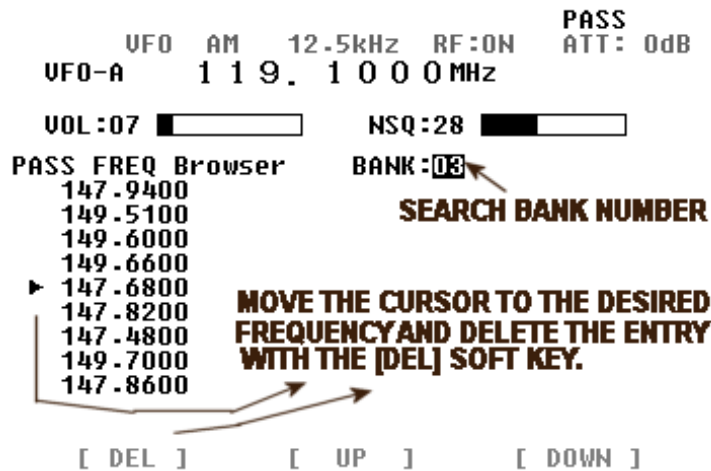 PASS
VFO AM 12.5kHz RF:ON ATT: 0dB
VFO-A 119.1000MHz
VOL:07 NSQ:28
PASS FREQ Browser BANK:03
147.9400
149.5100
149.6000
149.6600
147.6800
147.8200
147.4800
149.7000
147.8600
SEARCH BANK NUMBER
MOVE THE CURSOR TO THE DESIRED
FREQUENCY AND DELETE THE ENTRY
WITH THE [DEL] SOFT KEY.
[ DEL ] [ UP ] [ DOWN ]